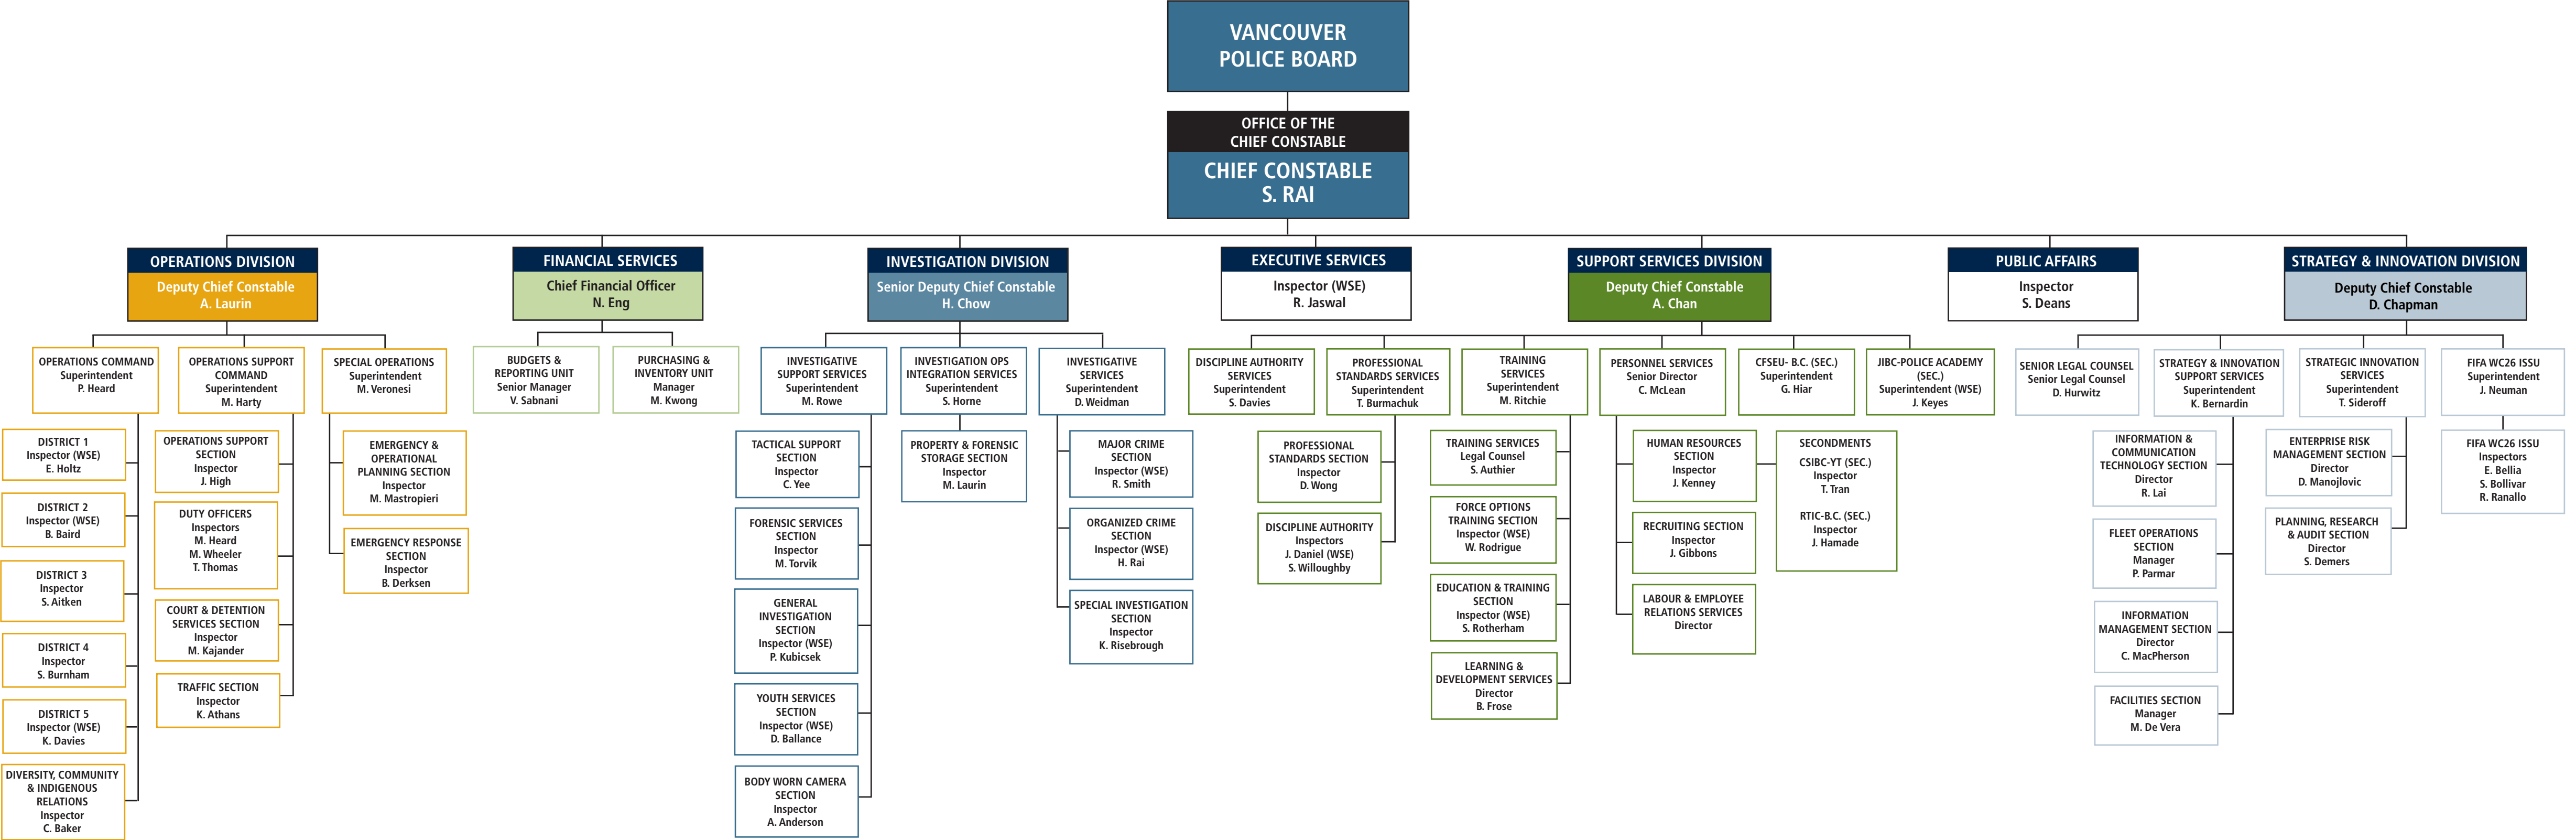 VANCOUVER
POLICE BOARD
OFFICE OF THE
CHIEF CONSTABLE
CHIEF CONSTABLE
S. RAI
OPERATIONS DIVISION
Deputy Chief Constable
A. Laurin
FINANCIAL SERVICES
Chief Financial Officer
N. Eng
INVESTIGATION DIVISION
Senior Deputy Chief Constable
H. Chow
EXECUTIVE SERVICES
Inspector (WSE)
R. Jaswal
SUPPORT SERVICES DIVISION
Deputy Chief Constable
A. Chan
PUBLIC AFFAIRS
Inspector
S. Deans
STRATEGY & INNOVATION DIVISION
Deputy Chief Constable
D. Chapman
OPERATIONS COMMAND
Superintendent
P. Heard
OPERATIONS SUPPORT
COMMAND
Superintendent
M. Harty
SPECIAL OPERATIONS
Superintendent
M. Veronesi
BUDGETS &
REPORTING UNIT
Senior Manager
V. Sabnani
PURCHASING &
INVENTORY UNIT
Manager
M. Kwong
INVESTIGATIVE
SUPPORT SERVICES
Superintendent
M. Rowe
INVESTIGATION OPS
INTEGRATION SERVICES
Superintendent
S. Horne
INVESTIGATIVE
SERVICES
Superintendent
D. Weidman
DISCIPLINE AUTHORITY
SERVICES
Superintendent
S. Davies
PROFESSIONAL
STANDARDS SERVICES
Superintendent
T. Burmachuk
TRAINING
SERVICES
Superintendent
M. Ritchie
PERSONNEL SERVICES
Senior Director
C. McLean
CFSEU- B.C. (SEC.)
Superintendent
G. Hiar
JIBC-POLICE ACADEMY
(SEC.)
Superintendent (WSE)
J. Keyes
SENIOR LEGAL COUNSEL
Senior Legal Counsel
D. Hurwitz
STRATEGY & INNOVATION
SUPPORT SERVICES
Superintendent
K. Bernardin
STRATEGIC INNOVATION
SERVICES
Superintendent
T. Sideroff
FIFA WC26 ISSU
Superintendent
J. Neuman
DISTRICT 1
Inspector (WSE)
E. Holtz
DISTRICT 2
Inspector (WSE)
B. Baird
DISTRICT 3
Inspector
S. Aitken
DISTRICT 4
Inspector
S. Burnham
DISTRICT 5
Inspector (WSE)
K. Davies
DIVERSITY, COMMUNITY
& INDIGENOUS
RELATIONS
Inspector
C. Baker
OPERATIONS SUPPORT
SECTION
Inspector
J. High
DUTY OFFICERS
Inspectors
M. Heard
M. Wheeler
T. Thomas
COURT & DETENTION
SERVICES SECTION
Inspector
M. Kajander
TRAFFIC SECTION
Inspector
K. Athans
EMERGENCY &
OPERATIONAL
PLANNING SECTION
Inspector
M. Mastropieri
EMERGENCY RESPONSE
SECTION
Inspector
B. Derksen
TACTICAL SUPPORT
SECTION
Inspector
C. Yee
FORENSIC SERVICES
SECTION
Inspector
M. Torvik
GENERAL
INVESTIGATION
SECTION
Inspector (WSE)
P. Kubicsek
YOUTH SERVICES
SECTION
Inspector (WSE)
D. Ballance
BODY WORN CAMERA
SECTION
Inspector
A. Anderson
PROPERTY & FORENSIC
STORAGE SECTION
Inspector
M. Laurin
MAJOR CRIME
SECTION
Inspector (WSE)
R. Smith
ORGANIZED CRIME
SECTION
Inspector (WSE)
H. Rai
SPECIAL INVESTIGATION
SECTION
Inspector
K. Risebrough
PROFESSIONAL
STANDARDS SECTION
Inspector
D. Wong
DISCIPLINE AUTHORITY
Inspectors
J. Daniel (WSE)
S. Willoughby
TRAINING SERVICES
Legal Counsel
S. Authier
FORCE OPTIONS
TRAINING SECTION
Inspector (WSE)
W. Rodrigue
EDUCATION & TRAINING
SECTION
Inspector (WSE)
S. Rotherham
LEARNING &
DEVELOPMENT SERVICES
Director
B. Frose
HUMAN RESOURCES
SECTION
Inspector
J. Kenney
RECRUITING SECTION
Inspector
J. Gibbons
LABOUR & EMPLOYEE
RELATIONS SERVICES
Director
SECONDMENTS
CSIBC-YT (SEC.)
Inspector
T. Tran
RTIC-B.C. (SEC.)
Inspector
J. Hamade
INFORMATION &
COMMUNICATION
TECHNOLOGY SECTION
Director
R. Lai
FLEET OPERATIONS
SECTION
Manager
P. Parmar
INFORMATION
MANAGEMENT SECTION
Director
C. MacPherson
FACILITIES SECTION
Manager
M. De Vera
ENTERPRISE RISK
MANAGEMENT SECTION
Director
D. Manojlovic
PLANNING, RESEARCH
& AUDIT SECTION
Director
S. Demers
FIFA WC26 ISSU
Inspectors
E. Bellia
S. Bollivar
R. Ranallo